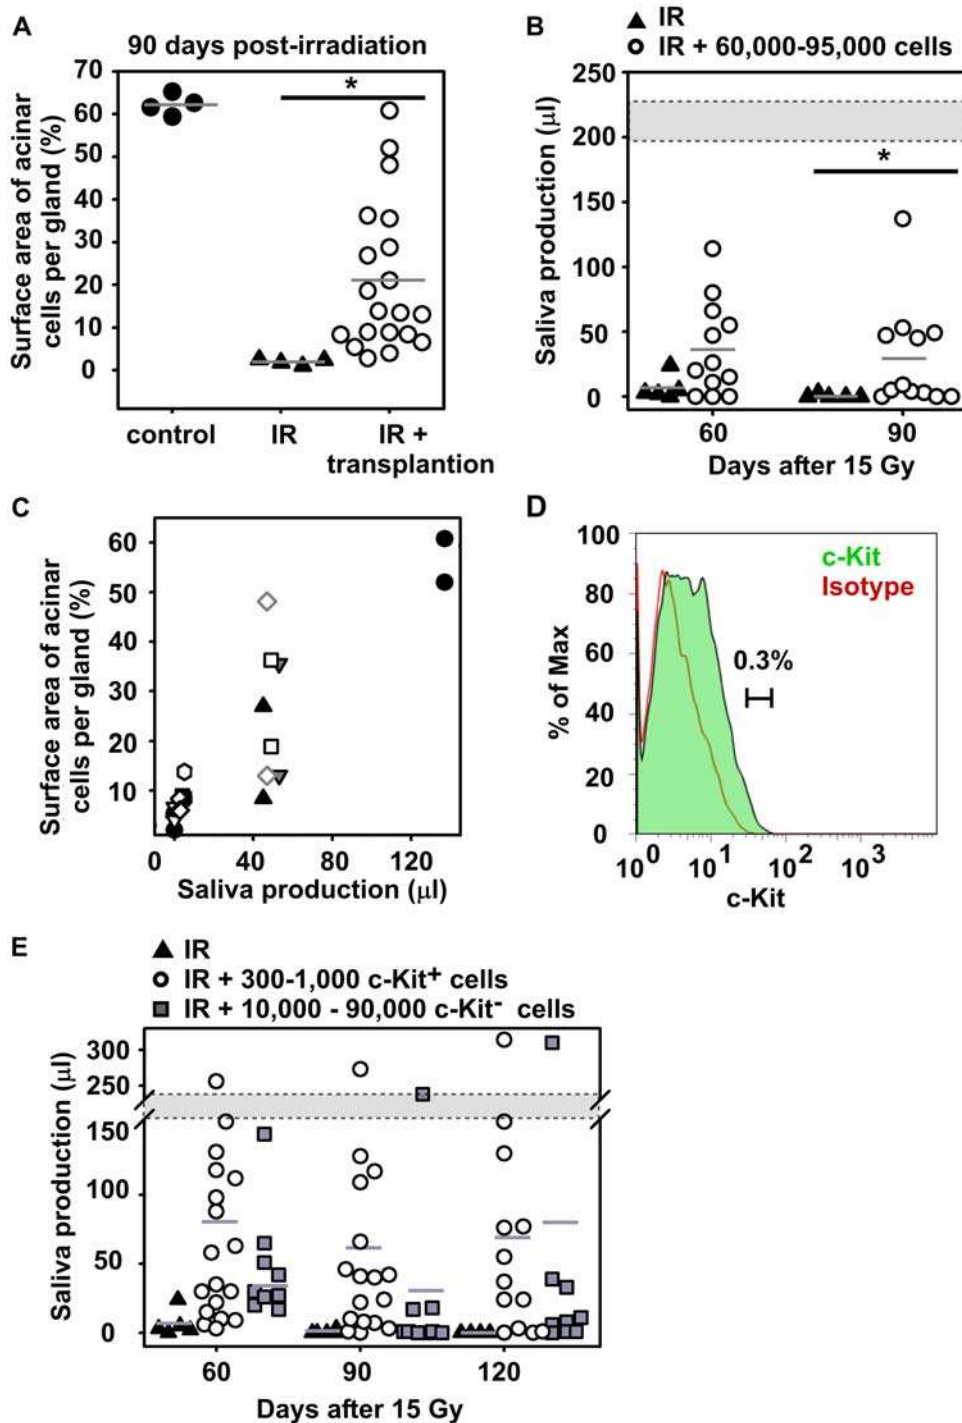 A
90 days post-irradiation
70
60
50
40
30
20
10
0
Surface area of acinar
cells per gland (%)
*
control
IR
IR +
transplantion
B
IR
IR + 60,000-95,000 cells
250
200
150
100
50
0
Saliva production (µl)
*
60
90
Days after 15 Gy
C
60
50
40
30
20
10
Surface area of acinar
cells per gland (%)
0
40
80
120
Saliva production (µl)
D
100
80
60
40
20
0
% of Max
c-Kit
Isotype
0.3%
10⁰
10¹
10²
10³
c-Kit
E
IR
IR + 300-1,000 c-Kit⁺ cells
IR + 10,000 - 90,000 c-Kit⁻ cells
300
250
150
100
50
0
Saliva production (µl)
60
90
120
Days after 15 Gy